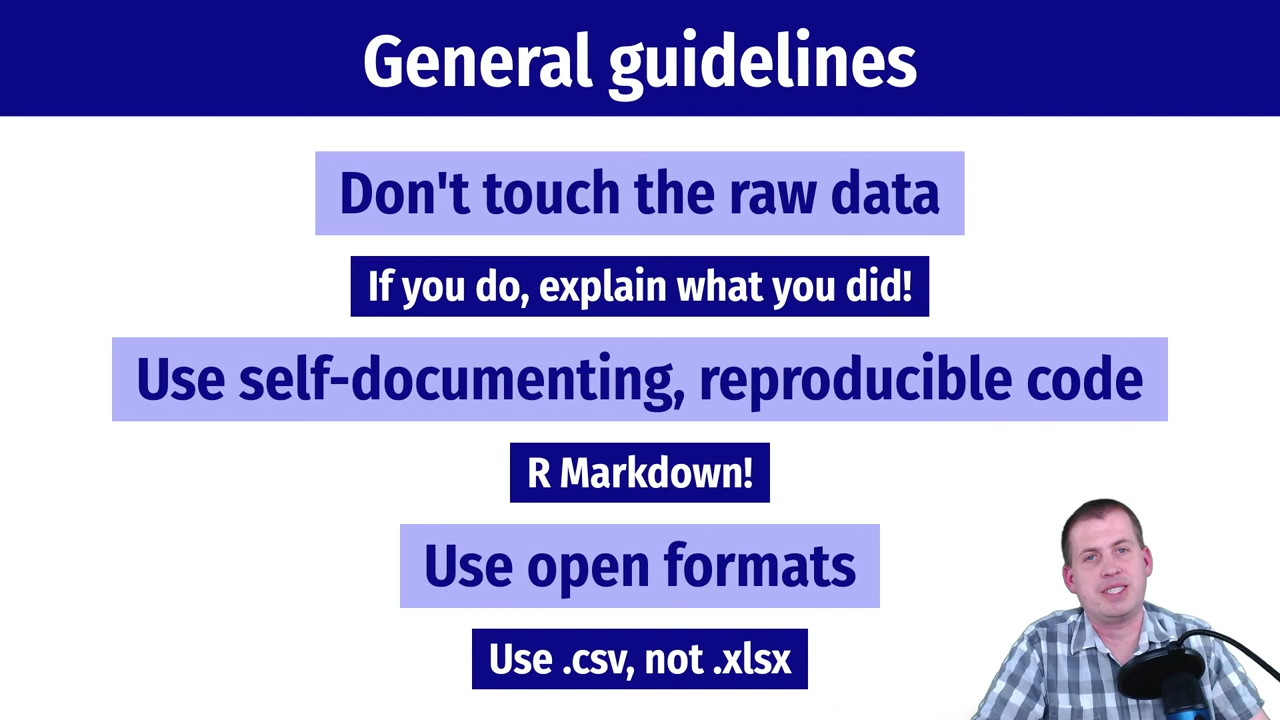 General guidelines
Don't touch the raw data
If you do, explain what you did!
Use self-documenting, reproducible code
R Markdown!
Use open formats
Use .csv, not .xlsx